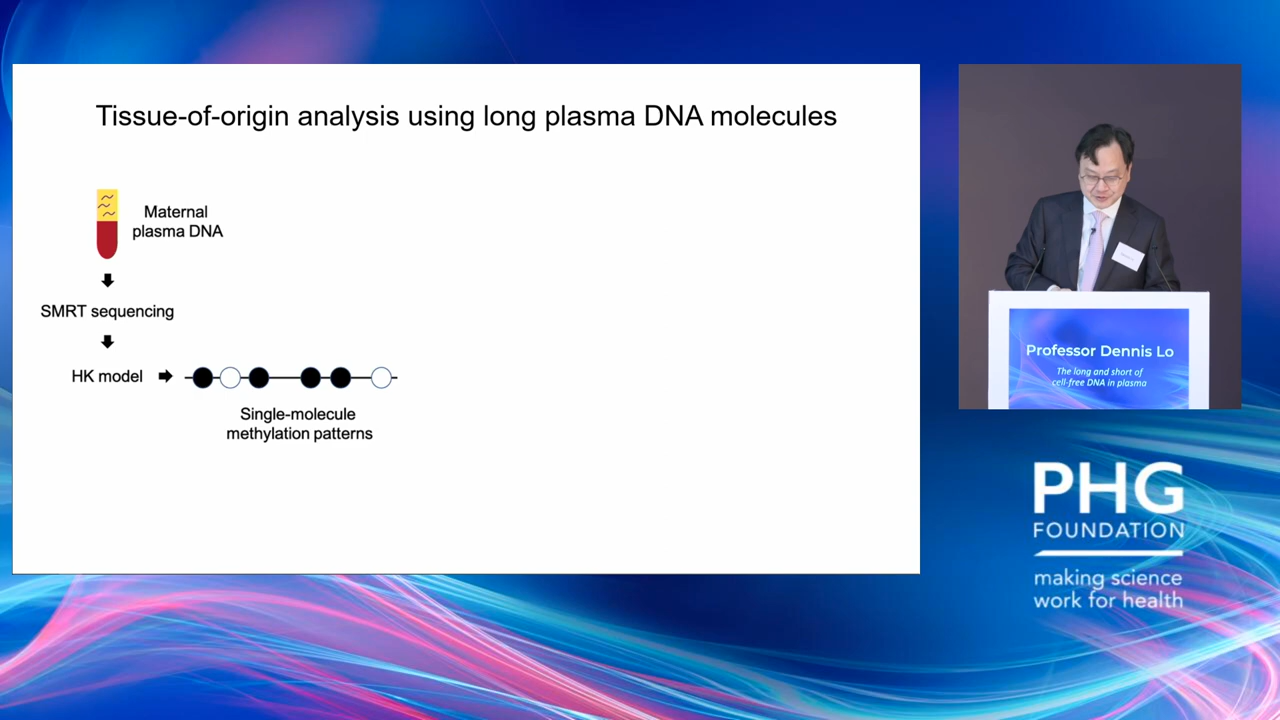 Tissue-of-origin analysis using long plasma DNA molecules
Maternal
plasma DNA
SMRT sequencing
HK model
Single-molecule
methylation patterns
Professor Dennis Lo
The long and short of
cell-free DNA in plasma
PHG
FOUNDATION
making science
work for health